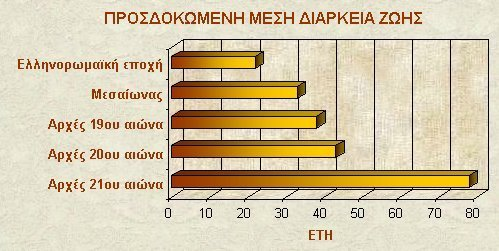 ΠΡΟΣΔΟΚΩΜΕΝΗ ΜΕΣΗ ΔΙΑΡΚΕΙΑ ΖΩΗΣ
Ελληνορωμαϊκή εποχή
Μεσαίωνας
Αρχές 19ου αιώνα
Αρχές 20ου αιώνα
Αρχές 21ου αιώνα
0 10 20 30 40 50 60 70 80
ΕΤΗ